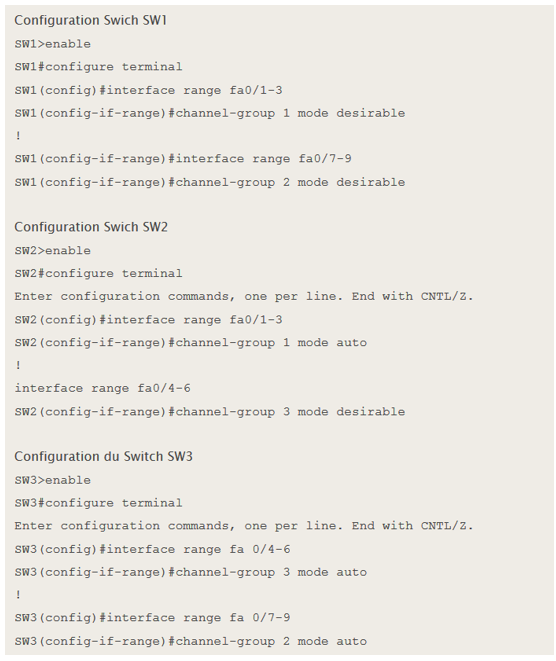 Configuration Swich SW1
SW1>enable
SW1#configure terminal
SW1(config)#interface range fa0/1-3
SW1(config-if-range)#channel-group 1 mode desirable
!
SW1(config-if-range)#interface range fa0/7-9
SW1(config-if-range)#channel-group 2 mode desirable
Configuration Swich SW2
SW2>enable
SW2#configure terminal
Enter configuration commands, one per line. End with CNTL/Z.
SW2(config)#interface range fa0/1-3
SW2(config-if-range)#channel-group 1 mode auto
!
interface range fa0/4-6
SW2(config-if-range)#channel-group 3 mode desirable
Configuration du Switch SW3
SW3>enable
SW3#configure terminal
Enter configuration commands, one per line. End with CNTL/Z.
SW3(config)#interface range fa 0/4-6
SW3(config-if-range)#channel-group 3 mode auto
!
SW3(config)#interface range fa 0/7-9
SW3(config-if-range)#channel-group 2 mode auto